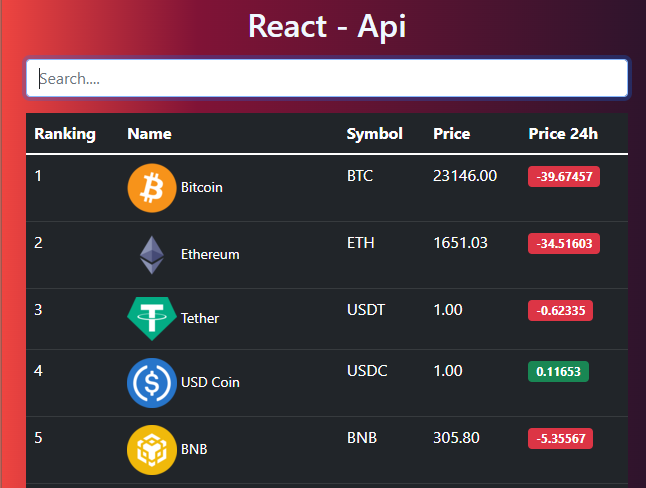 React - Api
Search....
Ranking Name Symbol Price Price 24h
1 Bitcoin BTC 23146.00 -39.67457
2 Ethereum ETH 1651.03 -34.51603
3 Tether USDT 1.00 -0.62335
4 USD Coin USDC 1.00 0.11653
5 BNB BNB 305.80 -5.35567